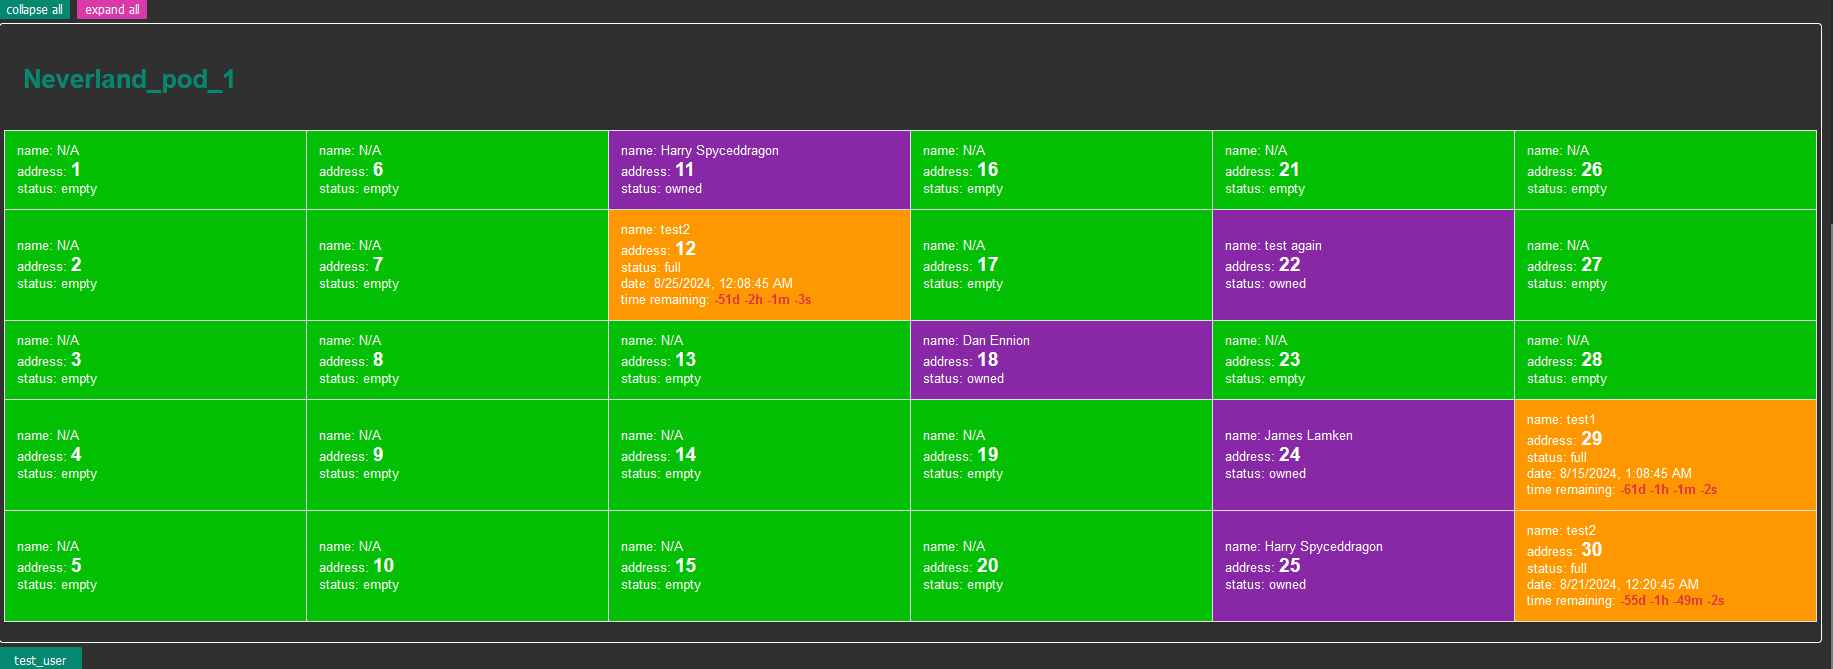 collapse all expand all
Neverland_pod_1
name: N/A
address: 1
status: empty
name: N/A
address: 6
status: empty
name: Harry Spyceddragon
address: 11
status: owned
name: N/A
address: 16
status: empty
name: N/A
address: 21
status: empty
name: N/A
address: 26
status: empty
name: N/A
address: 2
status: empty
name: N/A
address: 7
status: empty
name: test2
address: 12
status: full
date: 8/25/2024, 12:08:45 AM
time remaining: -51d -2h -1m -3s
name: N/A
address: 17
status: empty
name: test again
address: 22
status: owned
name: N/A
address: 27
status: empty
name: N/A
address: 3
status: empty
name: N/A
address: 8
status: empty
name: N/A
address: 13
status: empty
name: Dan Ennion
address: 18
status: owned
name: N/A
address: 23
status: empty
name: N/A
address: 28
status: empty
name: N/A
address: 4
status: empty
name: N/A
address: 9
status: empty
name: N/A
address: 14
status: empty
name: N/A
address: 19
status: empty
name: James Lamken
address: 24
status: owned
name: test1
address: 29
status: full
date: 8/15/2024, 1:08:45 AM
time remaining: -61d -1h -1m -2s
name: N/A
address: 5
status: empty
name: N/A
address: 10
status: empty
name: N/A
address: 15
status: empty
name: N/A
address: 20
status: empty
name: Harry Spyceddragon
address: 25
status: owned
name: test2
address: 30
status: full
date: 8/21/2024, 12:20:45 AM
time remaining: -55d -1h -49m -2s
test_user